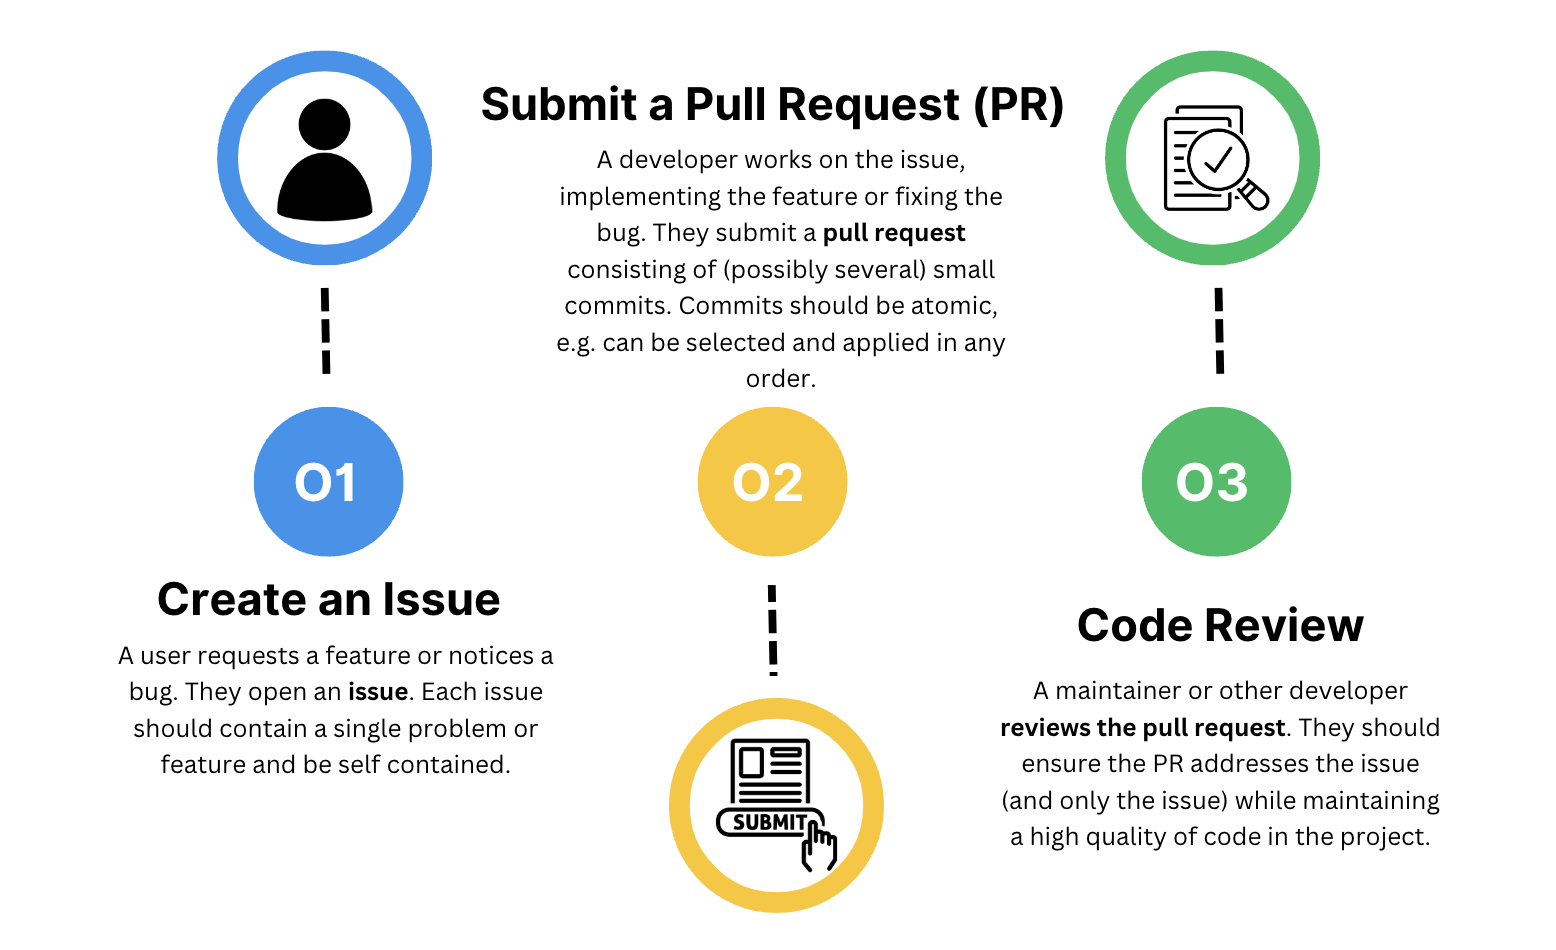 Submit a Pull Request (PR)
A developer works on the issue,
implementing the feature or fixing the
bug. They submit a pull request
consisting of (possibly several) small
commits. Commits should be atomic,
e.g. can be selected and applied in any
order.
01
02
03
Create an Issue
A user requests a feature or notices a
bug. They open an issue. Each issue
should contain a single problem or
feature and be self contained.
SUBMIT
Code Review
A maintainer or other developer
reviews the pull request. They should
ensure the PR addresses the issue
(and only the issue) while maintaining
a high quality of code in the project.